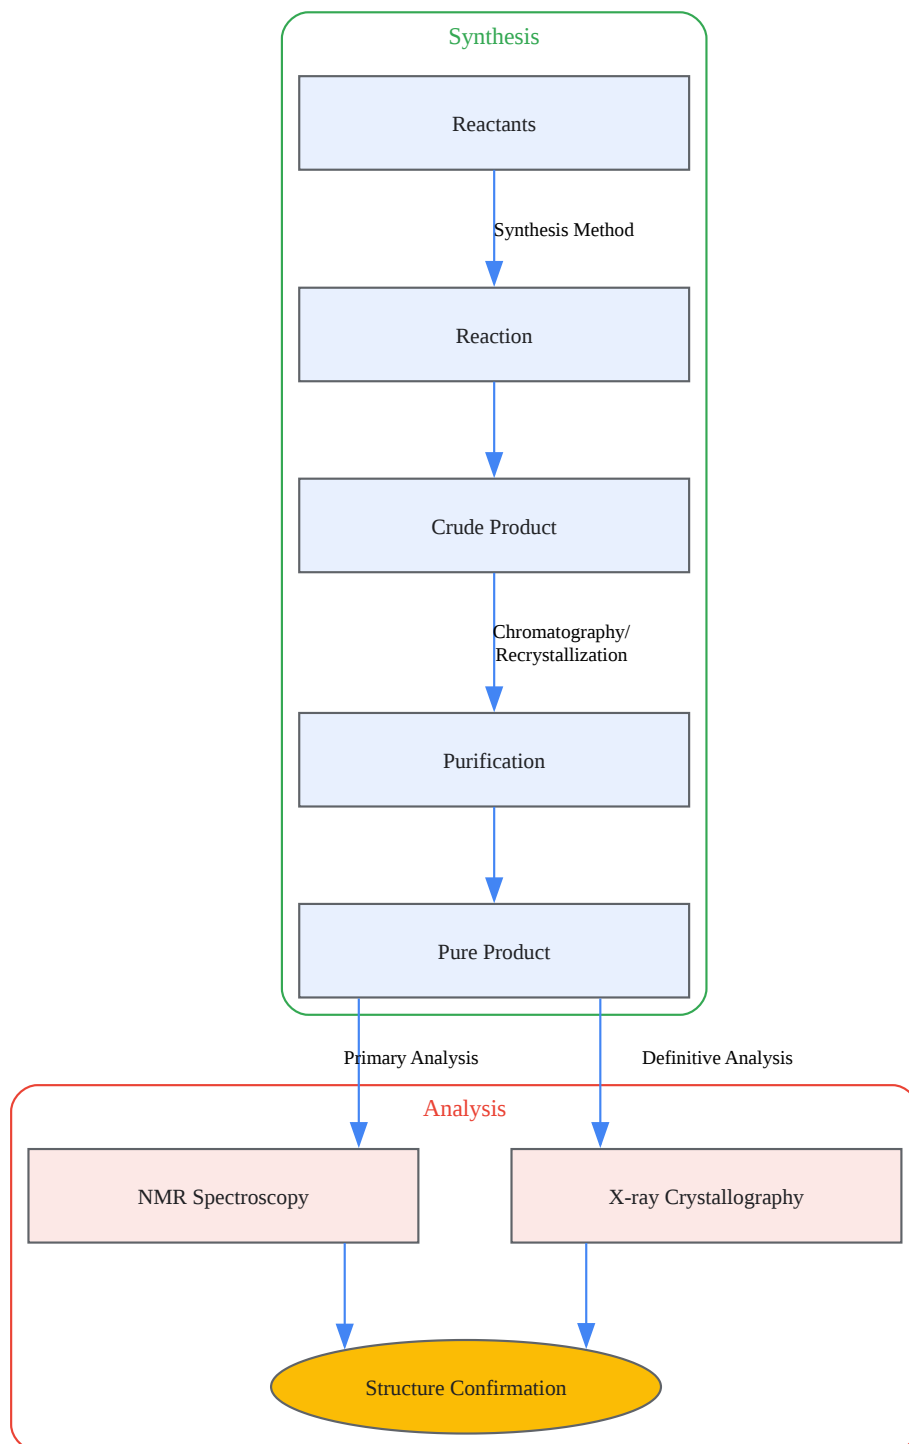 Synthesis
Reactants
Synthesis Method
Reaction
Crude Product
Chromatography/
Recrystallization
Purification
Pure Product
Primary Analysis
Definitive Analysis
Analysis
NMR Spectroscopy
X-ray Crystallography
Structure Confirmation